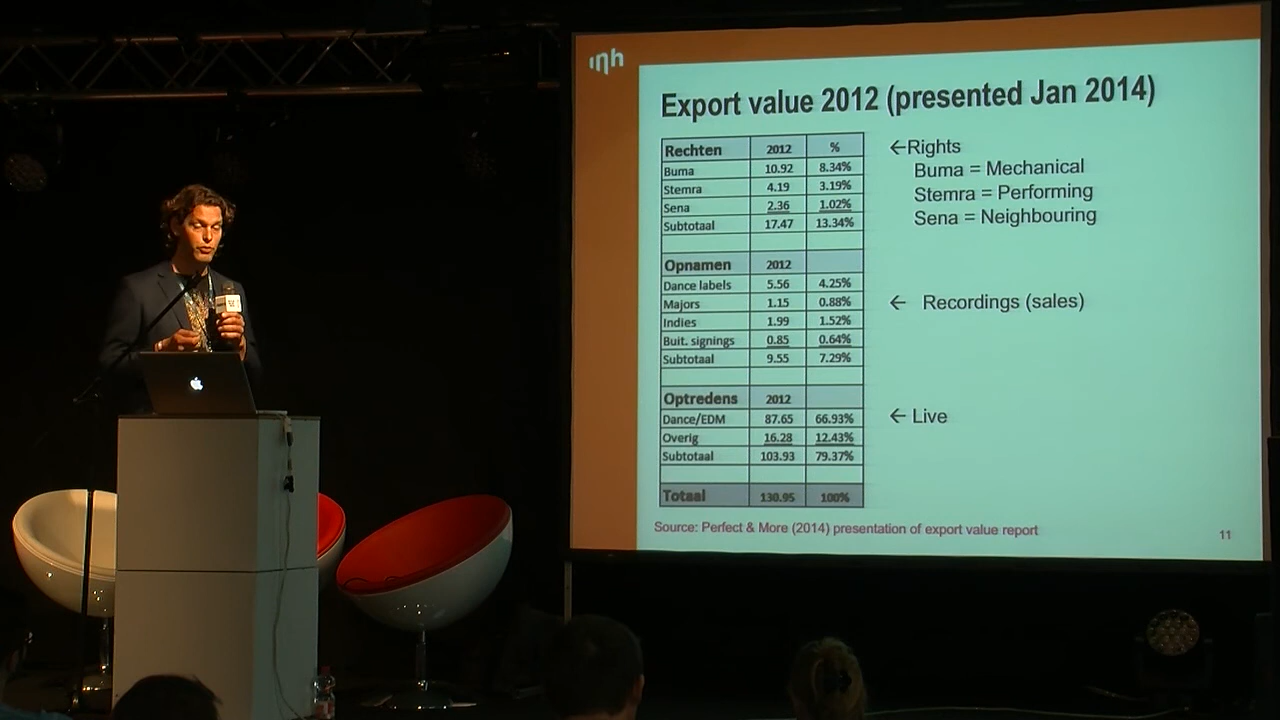 ınh
Export value 2012 (presented Jan 2014)
Rechten 2012 %
Buma 10.92 8.34%
Stemra 4.19 3.19%
Sena 2.36 1.02%
Subtotaal 17.47 13.34%
Opnamen 2012
Dance labels 5.56 4.25%
Majors 1.15 0.88%
Indies 1.99 1.52%
Buit. signings 0.85 0.64%
Subtotaal 9.55 7.29%
Optredens 2012
Dance/EDM 87.65 66.93%
Overig 16.28 12.43%
Subtotaal 103.93 79.37%
Totaal 130.95 100%
←Rights
Buma = Mechanical
Stemra = Performing
Sena = Neighbouring
← Recordings (sales)
← Live
Source: Perfect & More (2014) presentation of export value report
11